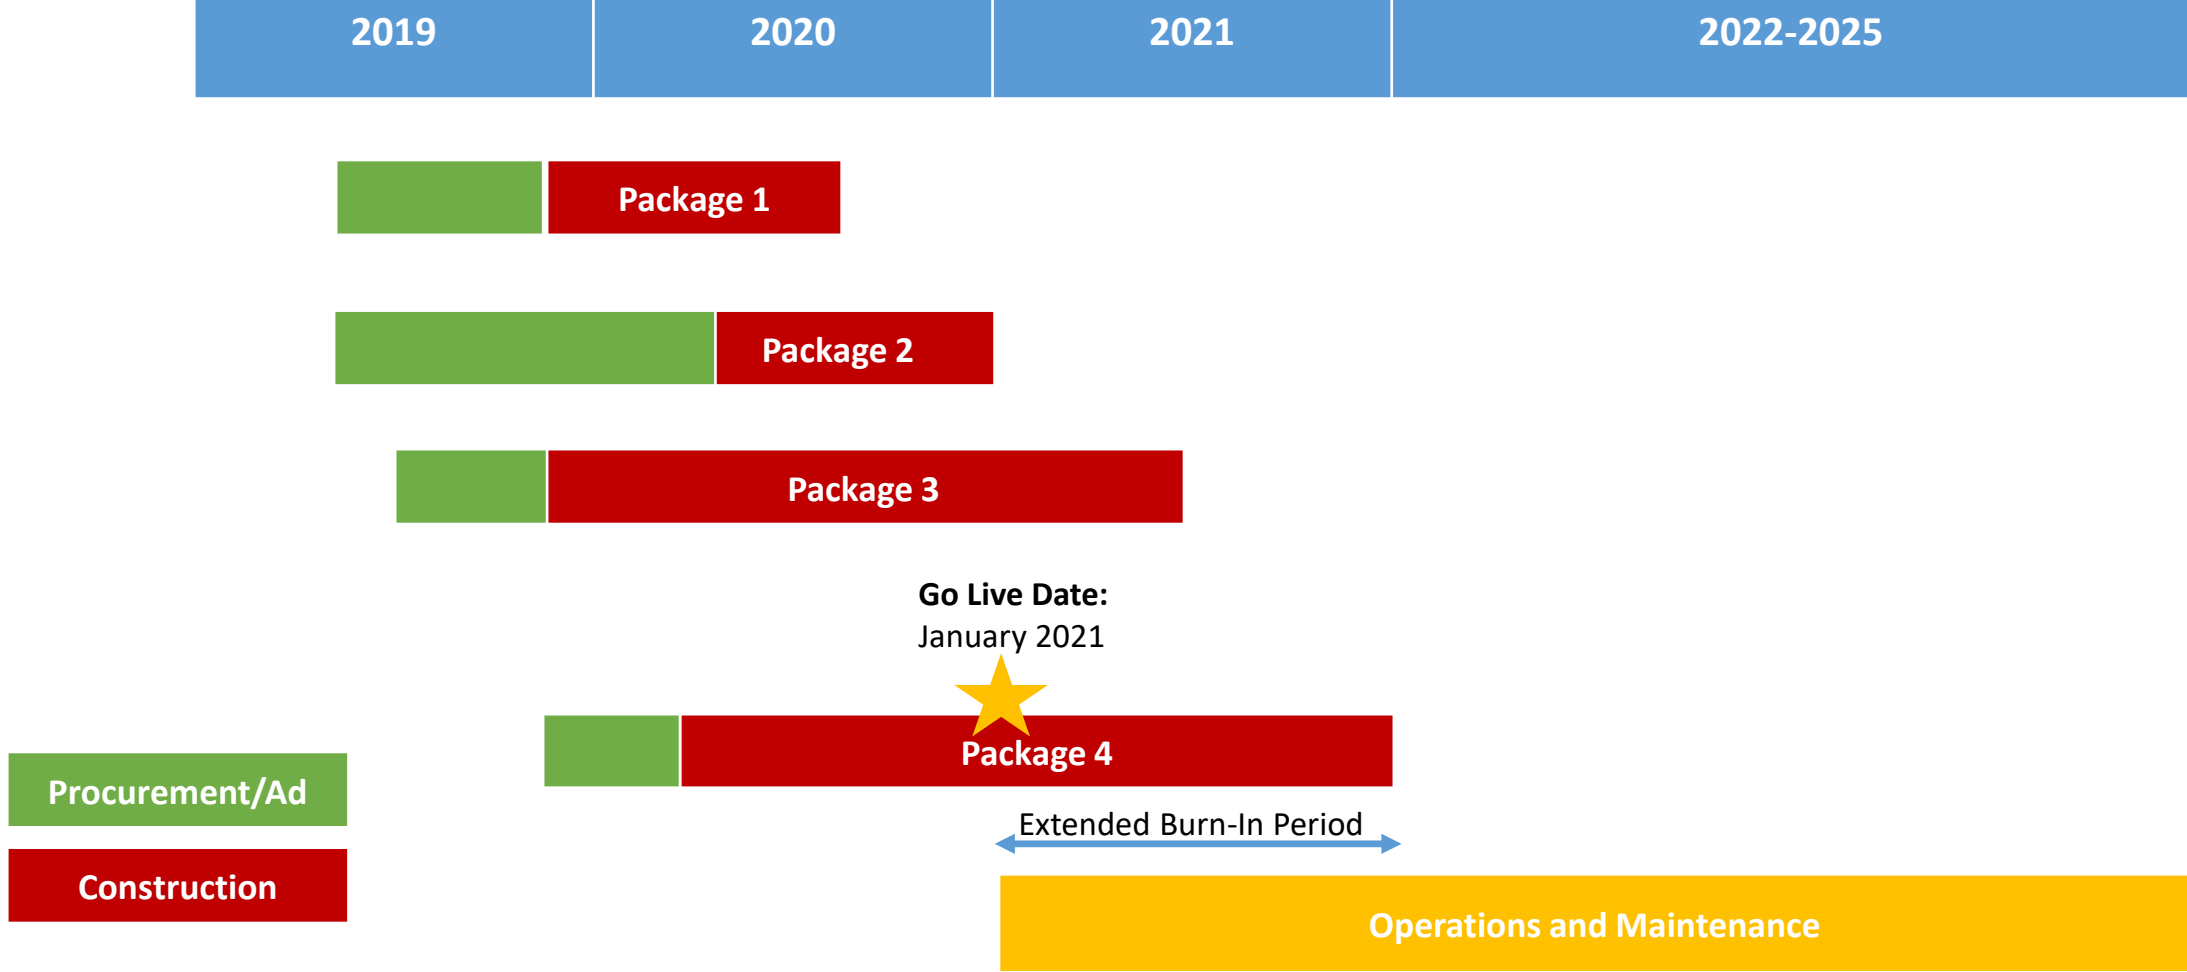 2019
2020
2021
2022-2025
Package 1
Package 2
Package 3
Go Live Date:
January 2021
Package 4
Procurement/Ad
Extended Burn-In Period
Construction
Operations and Maintenance